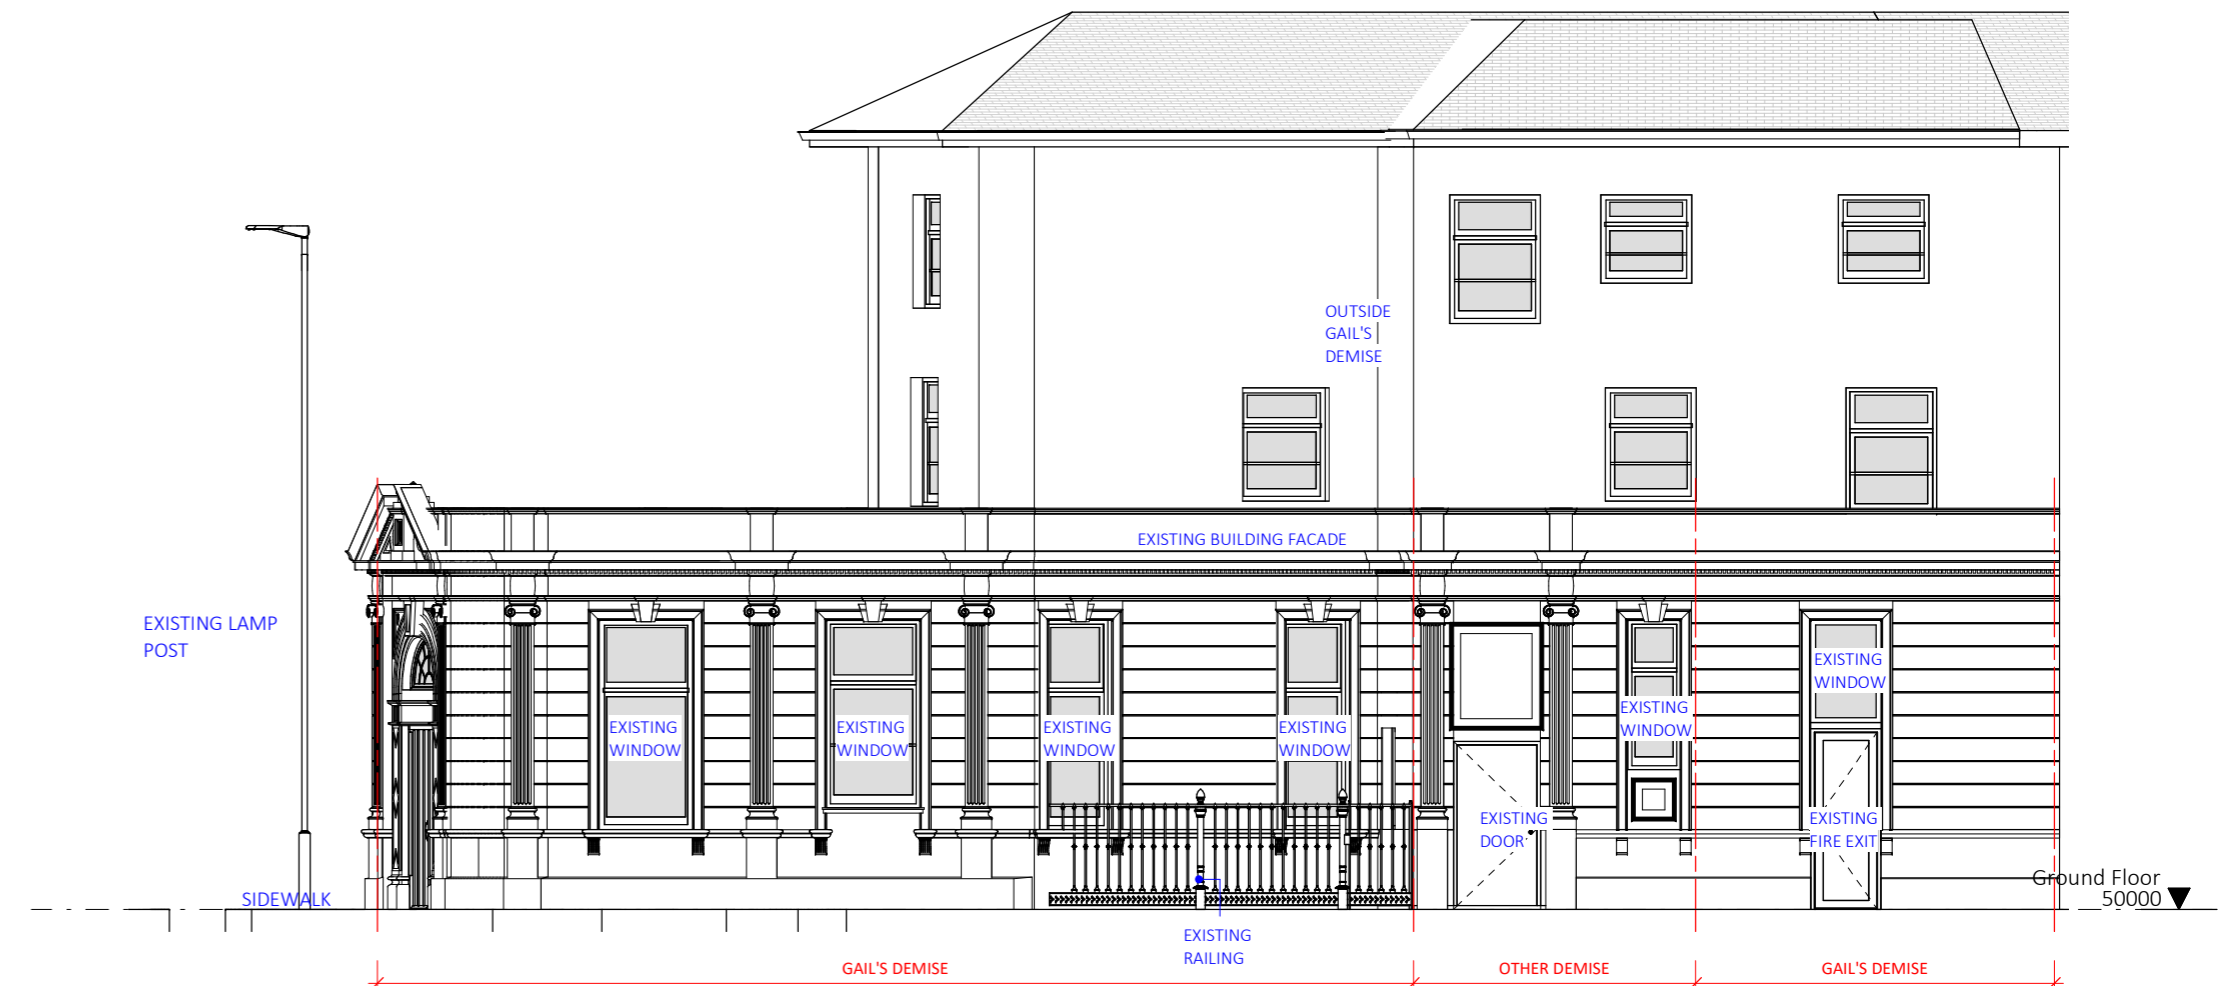 OUTSIDE
GAIL'S
DEMISE
EXISTING BUILDING FACADE
EXISTING LAMP
POST
EXISTING
WINDOW
EXISTING
WINDOW
EXISTING
WINDOW
EXISTING
WINDOW
EXISTING
WINDOW
EXISTING
WINDOW
EXISTING
DOOR
EXISTING
FIRE EXIT
SIDEWALK
Ground Floor
50000
EXISTING
RAILING
GAIL'S DEMISE
OTHER DEMISE
GAIL'S DEMISE